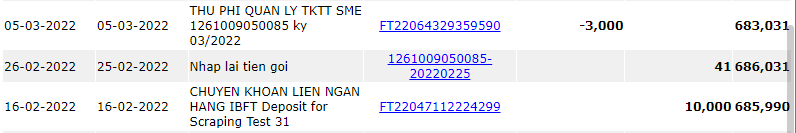 THU PHI QUAN LY TKTT SME
05-03-2022 05-03-2022 1261009050085 ky FT22064329359590 -3,000 683,031
03/2022
26-02-2022 25-02-2022 Nhap lai tien goi 1261009050085-
20220225 41 686,031
CHUYEN KHOAN LIEN NGAN
16-02-2022 16-02-2022 HANG IBFT Deposit for FT22047112224299 10,000 685,990
Scraping Test 31